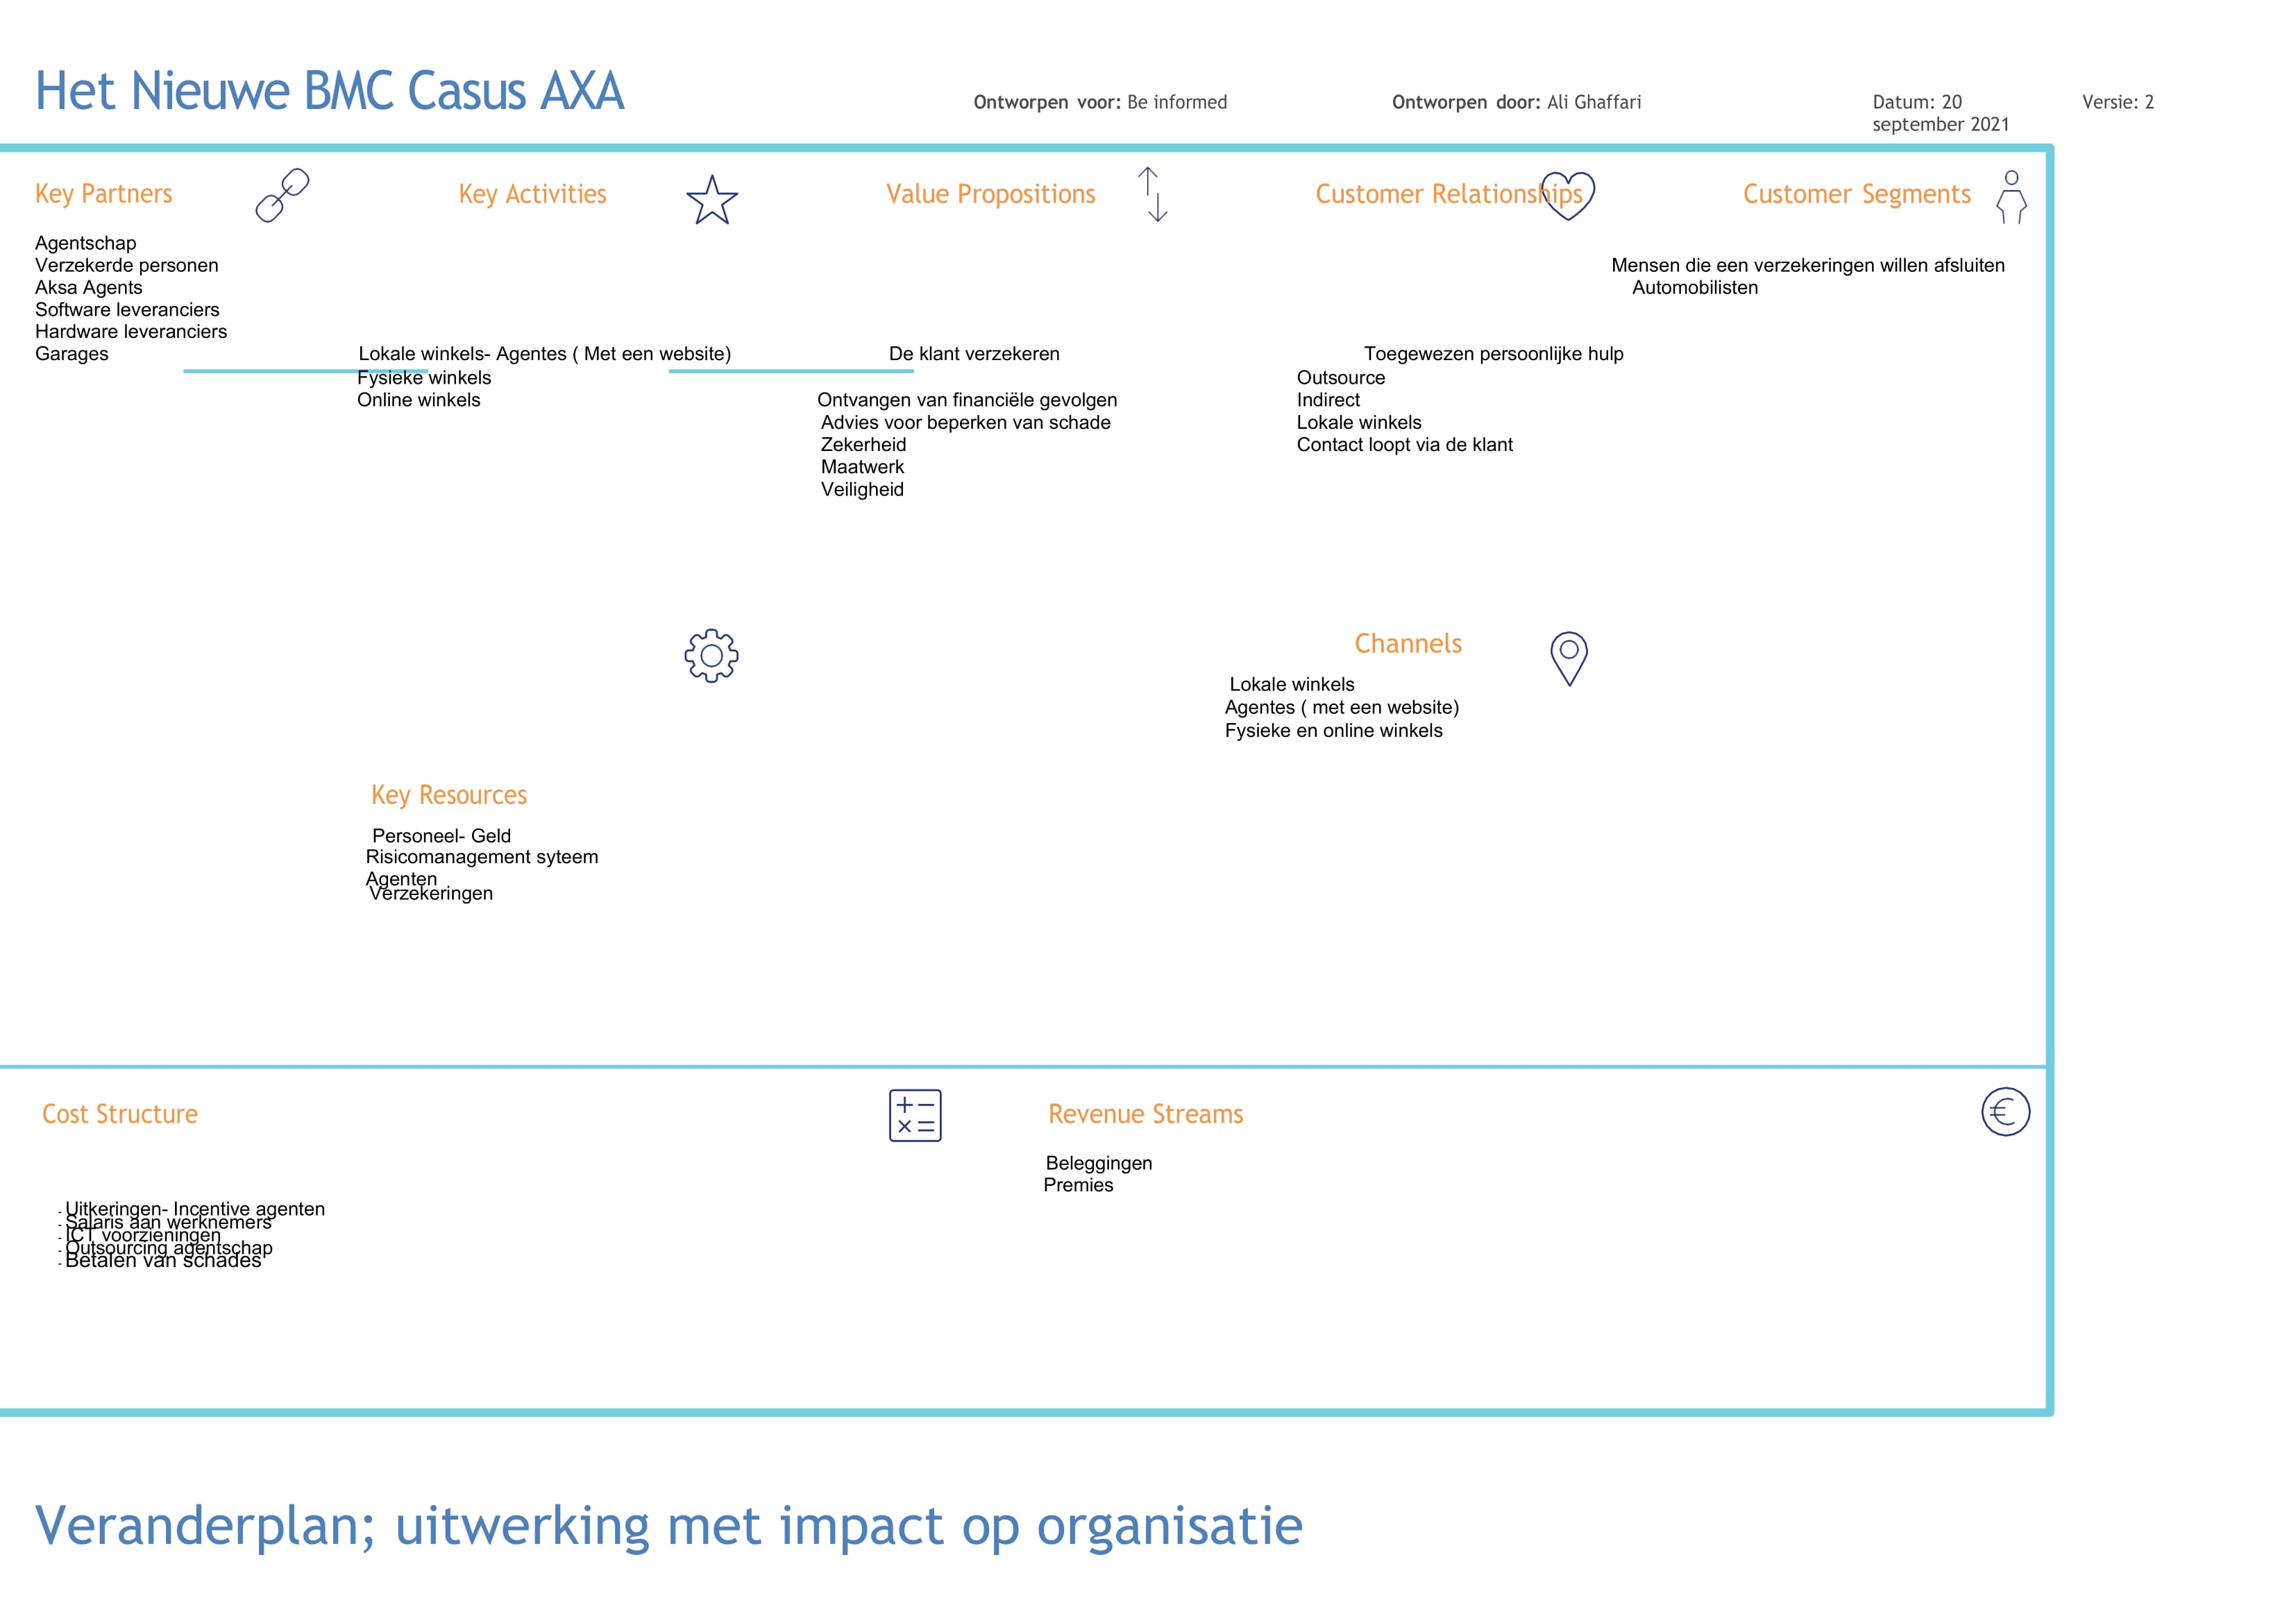 Het Nieuwe BMC Casus AXA
Ontworpen voor: Be informed
Ontworpen door: Ali Ghaffari
Datum: 20
september 2021
Versie: 2
Key Partners
Agentschap
Verzekerde personen
Aksa Agents
Software leveranciers
Hardware leveranciers
Garages
Key Activities
Lokale winkels- Agentes ( Met een website)
Fysieke winkels
Online winkels
Value Propositions
De klant verzekeren
Ontvangen van financiële gevolgen
Advies voor beperken van schade
Zekerheid
Maatwerk
Veiligheid
Customer Relationships
Toegewezen persoonlijke hulp
Outsource
Indirect
Lokale winkels
Contact loopt via de klant
Customer Segments
Mensen die een verzekeringen willen afsluiten
Automobilisten
Channels
Lokale winkels
Agentes ( met een website)
Fysieke en online winkels
Key Resources
Personeel- Geld
Risicomanagement syteem
Agenten
Verzekeringen
Cost Structure
- Uitkeringen- Incentive agenten
- Salaris aan werknemers
- ICT voorzieningen
- Outsourcing agentschap
- Betalen van schades
Revenue Streams
Beleggingen
Premies
Veranderplan; uitwerking met impact op organisatie